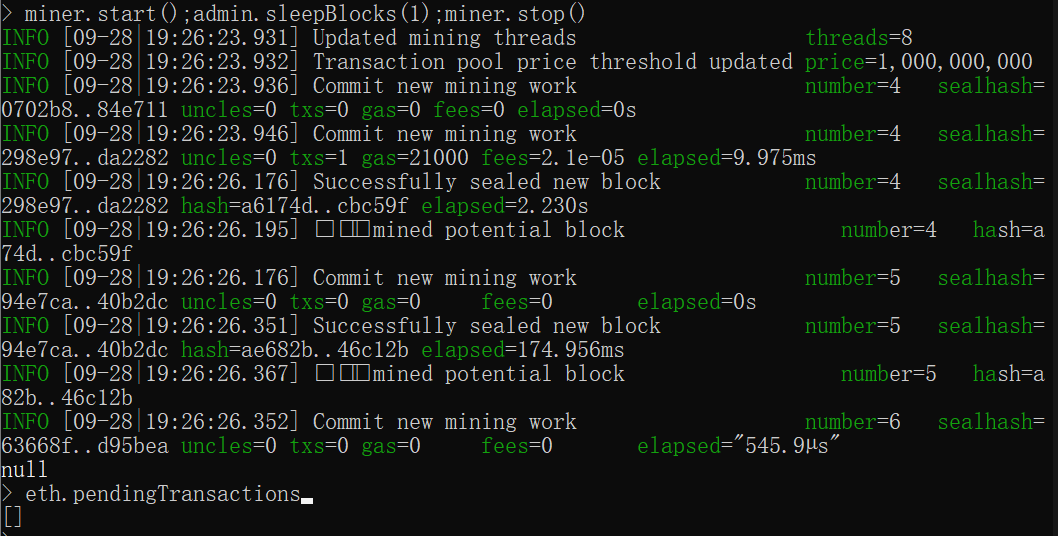 > miner.start();admin.sleepBlocks(1);miner.stop()
INFO [09-28|19:26:23.931] Updated mining threads threads=8
INFO [09-28|19:26:23.932] Transaction pool price threshold updated price=1,000,000,000
INFO [09-28|19:26:23.936] Commit new mining work number=4 sealhash=
0702b8..84e711 uncles=0 txs=0 gas=0 fees=0 elapsed=0s
INFO [09-28|19:26:23.946] Commit new mining work number=4 sealhash=
298e97..da2282 uncles=0 txs=1 gas=21000 fees=2.1e-05 elapsed=9.975ms
INFO [09-28|19:26:26.176] Successfully sealed new block number=4 sealhash=
298e97..da2282 hash=a6174d..cbc59f elapsed=2.230s
INFO [09-28|19:26:26.195] mined potential block number=4 hash=a
74d..cbc59f
INFO [09-28|19:26:26.176] Commit new mining work number=5 sealhash=
94e7ca..40b2dc uncles=0 txs=0 gas=0 fees=0 elapsed=0s
INFO [09-28|19:26:26.351] Successfully sealed new block number=5 sealhash=
94e7ca..40b2dc hash=ae682b..46c12b elapsed=174.956ms
INFO [09-28|19:26:26.367] mined potential block number=5 hash=a
82b..46c12b
INFO [09-28|19:26:26.352] Commit new mining work number=6 sealhash=
63668f..d95bea uncles=0 txs=0 gas=0 fees=0 elapsed="545.9µs"
null
> eth.pendingTransactions
[]